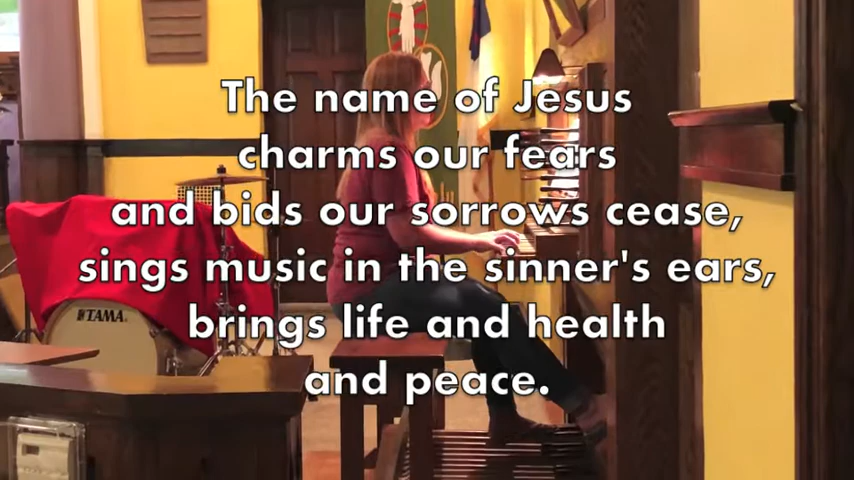 The name of Jesus
charms our fears
and bids our sorrows cease,
sings music in the sinner's ears,
brings life and health
and peace.
TAMA